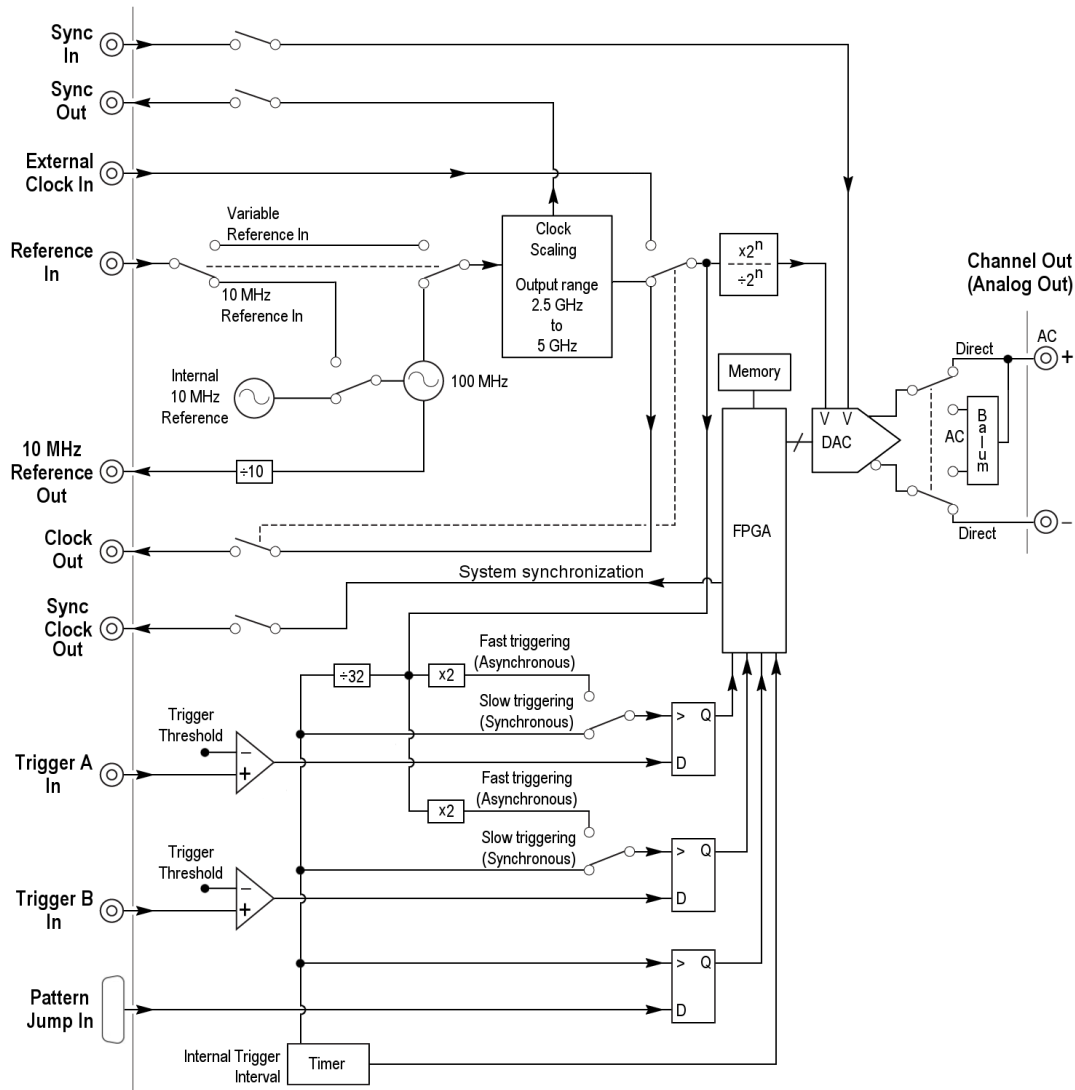 Sync
In
Sync
Out
External
Clock In
Reference
In
Variable
Reference In
10 MHz
Reference In
Clock
Scaling
Output range
2.5 GHz
to
5 GHz
x2n
÷2n
Channel Out
(Analog Out)
Internal
10 MHz
Reference
100 MHz
10 MHz
Reference
Out
÷10
Memory
FPGA
V V
DAC
Direct
AC
+
AC
Balum
Direct
−
Clock
Out
System synchronization
Sync
Clock
Out
÷32
x2
Fast triggering
(Asynchronous)
Slow triggering
(Synchronous)
> Q
D
Trigger
Threshold
−
+
Trigger A
In
x2
Fast triggering
(Asynchronous)
Slow triggering
(Synchronous)
> Q
D
Trigger
Threshold
−
+
Trigger B
In
> Q
D
Pattern
Jump In
Internal Trigger
Interval
Timer